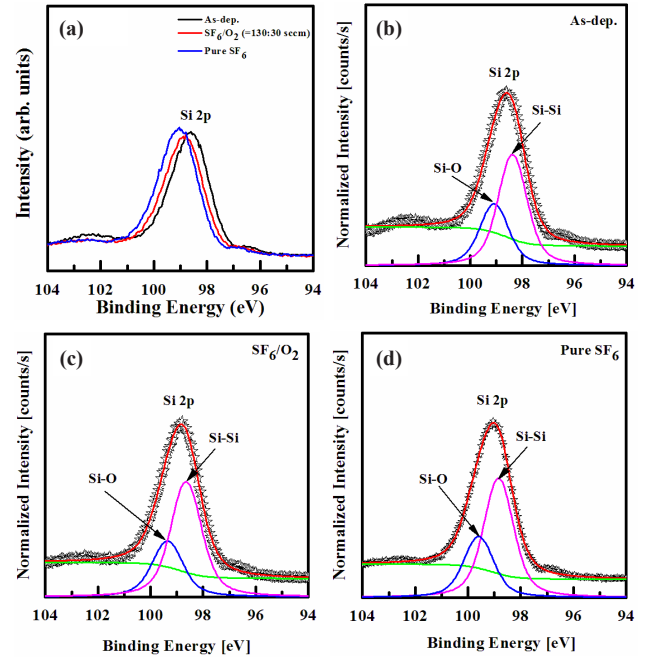 (a)
As-dep.
SF6/O2 (=130:30 sccm)
Pure SF6
Si 2p
Intensity (arb. units)
104 102 100 98 96 94
Binding Energy (eV)
(b)
As-dep.
Si 2p
Si-Si
Si-O
Normalized Intensity [counts/s]
104 102 100 98 96 94
Binding Energy [eV]
(c)
SF6/O2
Si 2p
Si-Si
Si-O
Normalized Intensity [counts/s]
104 102 100 98 96 94
Binding Energy [eV]
(d)
Pure SF6
Si 2p
Si-Si
Si-O
Normalized Intensity [counts/s]
104 102 100 98 96 94
Binding Energy [eV]